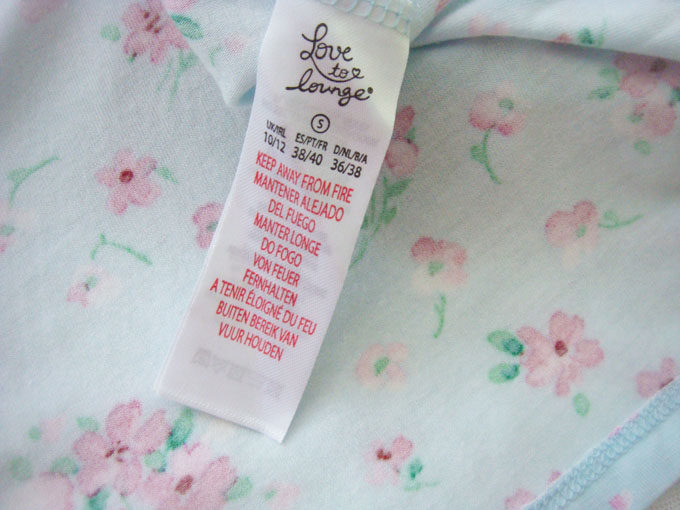 Love
to
lounge
S
UK/IRL ES/PT/FR D/NL/B/A
10/12 38/40 36/38
KEEP AWAY FROM FIRE
MANTENER ALEJADO
DEL FUEGO
MANTER LONGE
DO FOGO
VON FEUER
FERNHALTEN
A TENIR ÉLOIGNÉ DU FEU
BUITEN BEREIK VAN
VUUR HOUDEN